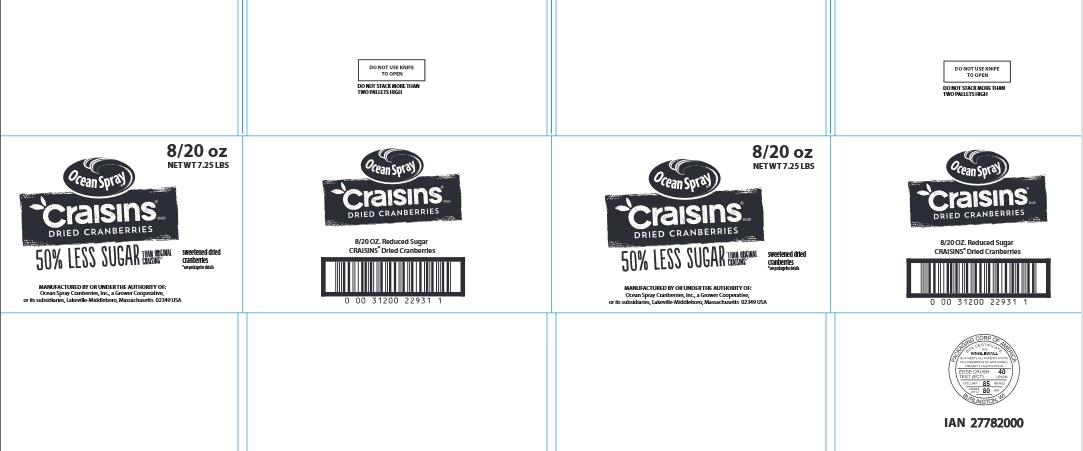 DO NOT USE KNIFE
TO OPEN
DO NOT STACK MORE THAN
TWO PALLETS HIGH
DO NOT USE KNIFE
TO OPEN
DO NOT STACK MORE THAN
TWO PALLETS HIGH
8/20 oz
NET WT 7.25 LBS
Ocean Spray®
Craisins®
DRIED CRANBERRIES
50% LESS SUGAR THAN ORIGINAL
CRAISINS®
sweetened dried
cranberries
*see package for details
MANUFACTURED BY OR UNDER THE AUTHORITY OF:
Ocean Spray Cranberries, Inc., a Grower Cooperative,
or its subsidiaries, Lakeville-Middleboro, Massachusetts 02349 USA
Ocean Spray®
Craisins®
DRIED CRANBERRIES
8/20 OZ. Reduced Sugar
CRAISINS® Dried Cranberries
0 00 31200 22931 1
8/20 oz
NET WT 7.25 LBS
Ocean Spray®
Craisins®
DRIED CRANBERRIES
50% LESS SUGAR THAN ORIGINAL
CRAISINS®
sweetened dried
cranberries
*see package for details
MANUFACTURED BY OR UNDER THE AUTHORITY OF:
Ocean Spray Cranberries, Inc., a Grower Cooperative,
or its subsidiaries, Lakeville-Middleboro, Massachusetts 02349 USA
Ocean Spray®
Craisins®
DRIED CRANBERRIES
8/20 OZ. Reduced Sugar
CRAISINS® Dried Cranberries
0 00 31200 22931 1
PACKAGING CORP OF AMERICA
BOX CERTIFICATE
SINGLEWALL
EDGE CRUSH
TEST (ECT) 40
SIZE LIMIT 85 INCHES
80
BURLINGTON, WI
IAN 27782000